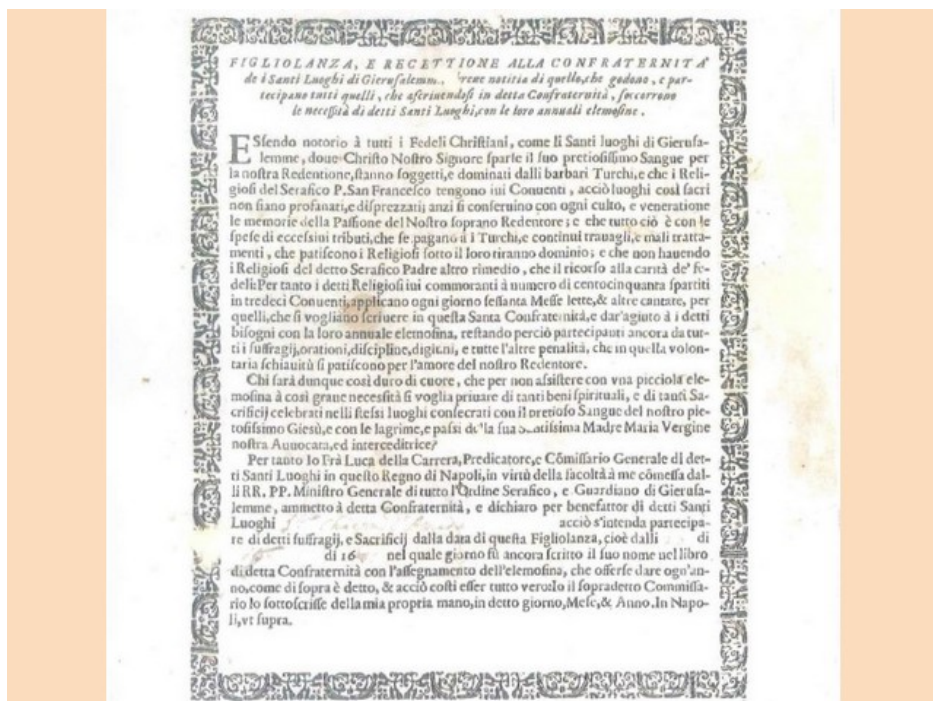 FIGLIOLANZA, E RECETTIONE ALLA CONFRATERNITA'
de i Santi Luoghi di Gierusalemm. notitia di quello, che godono, e par-
tecipano tutti quelli, che ascrivendosi in detta Confraternità, soccorrono
le necessità di detti Santi Luoghi, con le loro annuali elemosine.
ESsendo notorio à tutti i Fedeli Christiani, come li Santi luoghi di Gierusa-
lemme, doue Christo Nostro Signore sparse il suo pretiosissimo Sangue per
la nostra Redentione, stanno soggetti, e dominati dalli barbari Turchi, e che i Reli-
giosi del Serafico P. San Francesco tengono iui Conuenti, acciò luoghi così sacri
non siano profanati, e disprezzati; anzi si conseruino con ogni culto, e veneratione
le memorie della Passione del Nostro soprano Redentore; e che tutto ciò è con le
spese di eccessiui tributi, che se pagano a i Turchi, e continui trauagli, e mali tratta-
menti, che patiscono i Religiosi sotto il loro tiranno dominio; e che non hauendo
i Religiosi del detto Serafico Padre altro rimedio, che il ricorso alla carità de' fe-
deli: Per tanto i detti Religiosi iui commoranti à numero di centocinquanta spartiti
in tredeci Conuenti, applicano ogni giorno sessanta Messe lette, & altre cantate, per
quelli, che si vogliano scriuere in questa Santa Confraternità, e dar'agiuto à i detti
bisogni con la loro annuale elemosina, restando perciò partecipanti ancora da tut-
ti i suffragij, orationi, discipline, digiuni, e tutte l'altre penalità, che in quella volon-
taria schiauitù si patiscono per l'amore del nostro Redentore.
Chi sarà dunque così duro di cuore, che per non assistere con vna picciola ele-
mosina à così graue necessità si voglia priuare di tanti beni spirituali, e di tanti Sa-
crificij celebrati nelli stessi luoghi consecrati con il pretioso Sangue del nostro pie-
tosissimo Giesù, e con le lagrime, e passi della sua Santissima Madre Maria Vergine
nostra Auuocata, ed interceditrice?
Per tanto Io Frà Luca della Carrera, Predicatore, e Cõmissario Generale di det-
ti Santi Luoghi in questo Regno di Napoli, in virtù della facoltà à me cõmessa dal-
li RR. PP. Ministro Generale di tutto l'Ordine Serafico, e Guardiano di Gierusa-
lemme, ammetto à detta Confraternità, e dichiaro per benefattor di detti Santi
Luoghi acciò s'intenda partecipa-
re di detti suffragij, e Sacrificij dalla data di questa Figliolanza, cioè dalli di
di 16 nel quale giorno fù ancora scritto il suo nome nel libro
di detta Confraternità con l'assegnamento dell'elemosina, che offerse dare ogn'an-
no, come di sopra è detto, & acciò costi esser tutto vero Io il sopradetto Commissa-
rio lo sottoscrisse della mia propria mano, in detto giorno, Mese, & Anno. In Napo-
li, vt supra.